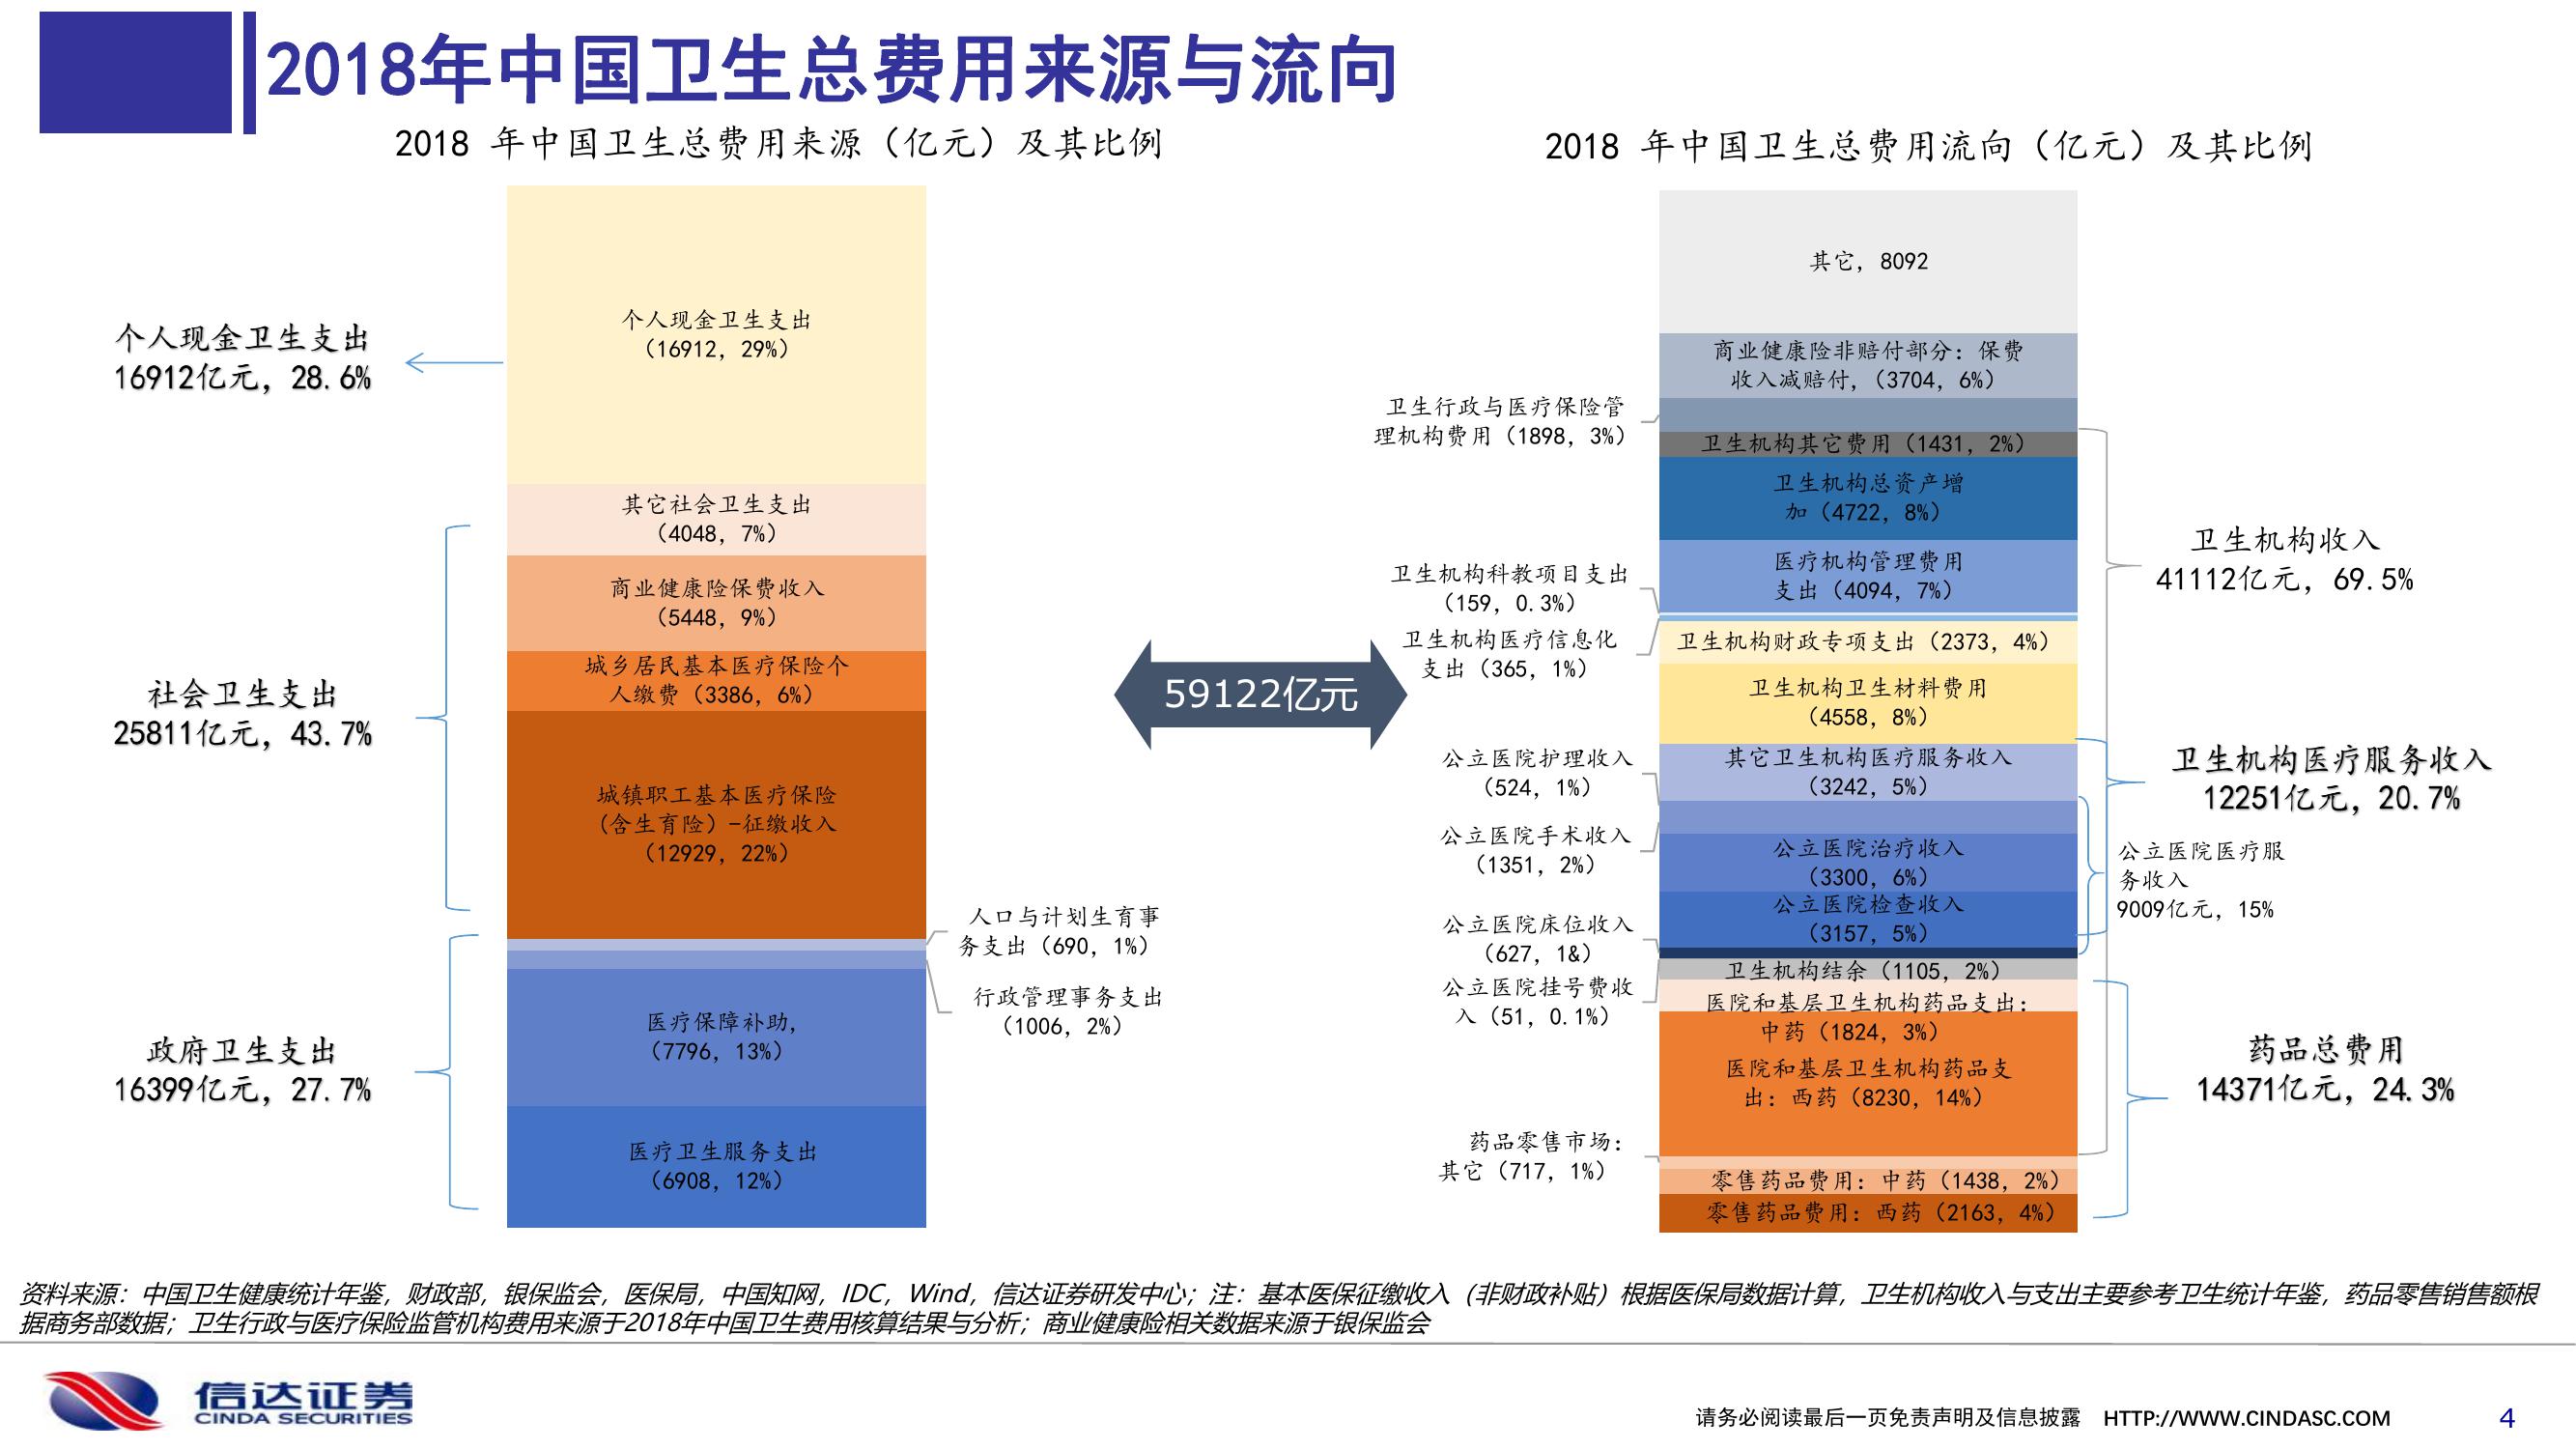 2018年中国卫生总费用来源与流向
2018 年中国卫生总费用来源（亿元）及其比例
个人现金卫生支出
16912亿元，28.6%
社会卫生支出
25811亿元，43.7%
政府卫生支出
16399亿元，27.7%
个人现金卫生支出
（16912，29%）
其它社会卫生支出
（4048，7%）
商业健康险保费收入
（5448，9%）
城乡居民基本医疗保险个
人缴费（3386，6%）
城镇职工基本医疗保险
(含生育险）-征缴收入
（12929，22%）
人口与计划生育事
务支出（690，1%）
行政管理事务支出
（1006，2%）
医疗保障补助，
（7796，13%）
医疗卫生服务支出
（6908，12%）
59122亿元
2018 年中国卫生总费用流向（亿元）及其比例
其它，8092
商业健康险非赔付部分：保费
收入减赔付，（3704，6%）
卫生行政与医疗保险管
理机构费用（1898，3%）
卫生机构其它费用（1431，2%）
卫生机构总资产增
加（4722，8%）
医疗机构管理费用
支出（4094，7%）
卫生机构科教项目支出
（159，0.3%）
卫生机构医疗信息化
支出（365，1%）
卫生机构财政专项支出（2373，4%）
卫生机构卫生材料费用
（4558，8%）
其它卫生机构医疗服务收入
（3242，5%）
公立医院护理收入
（524，1%）
公立医院手术收入
（1351，2%）
公立医院治疗收入
（3300，6%）
公立医院检查收入
（3157，5%）
公立医院床位收入
（627，1&）
公立医院挂号费收
入（51，0.1%）
卫生机构结余（1105，2%）
医院和基层卫生机构药品支出：
中药（1824，3%）
医院和基层卫生机构药品支
出：西药（8230，14%）
药品零售市场：
其它（717，1%）
零售药品费用：中药（1438，2%）
零售药品费用：西药（2163，4%）
卫生机构收入
41112亿元，69.5%
卫生机构医疗服务收入
12251亿元，20.7%
公立医院医疗服
务收入
9009亿元，15%
药品总费用
14371亿元，24.3%
资料来源：中国卫生健康统计年鉴，财政部，银保监会，医保局，中国知网，IDC，Wind，信达证券研发中心；注：基本医保征缴收入（非财政补贴）根据医保局数据计算，卫生机构收入与支出主要参考卫生统计年鉴，药品零售销售额根
据商务部数据；卫生行政与医疗保险监管机构费用来源于2018年中国卫生费用核算结果与分析；商业健康险相关数据来源于银保监会
信达证券
CINDA SECURITIES
请务必阅读最后一页免责声明及信息披露 HTTP://WWW.CINDASC.COM 4